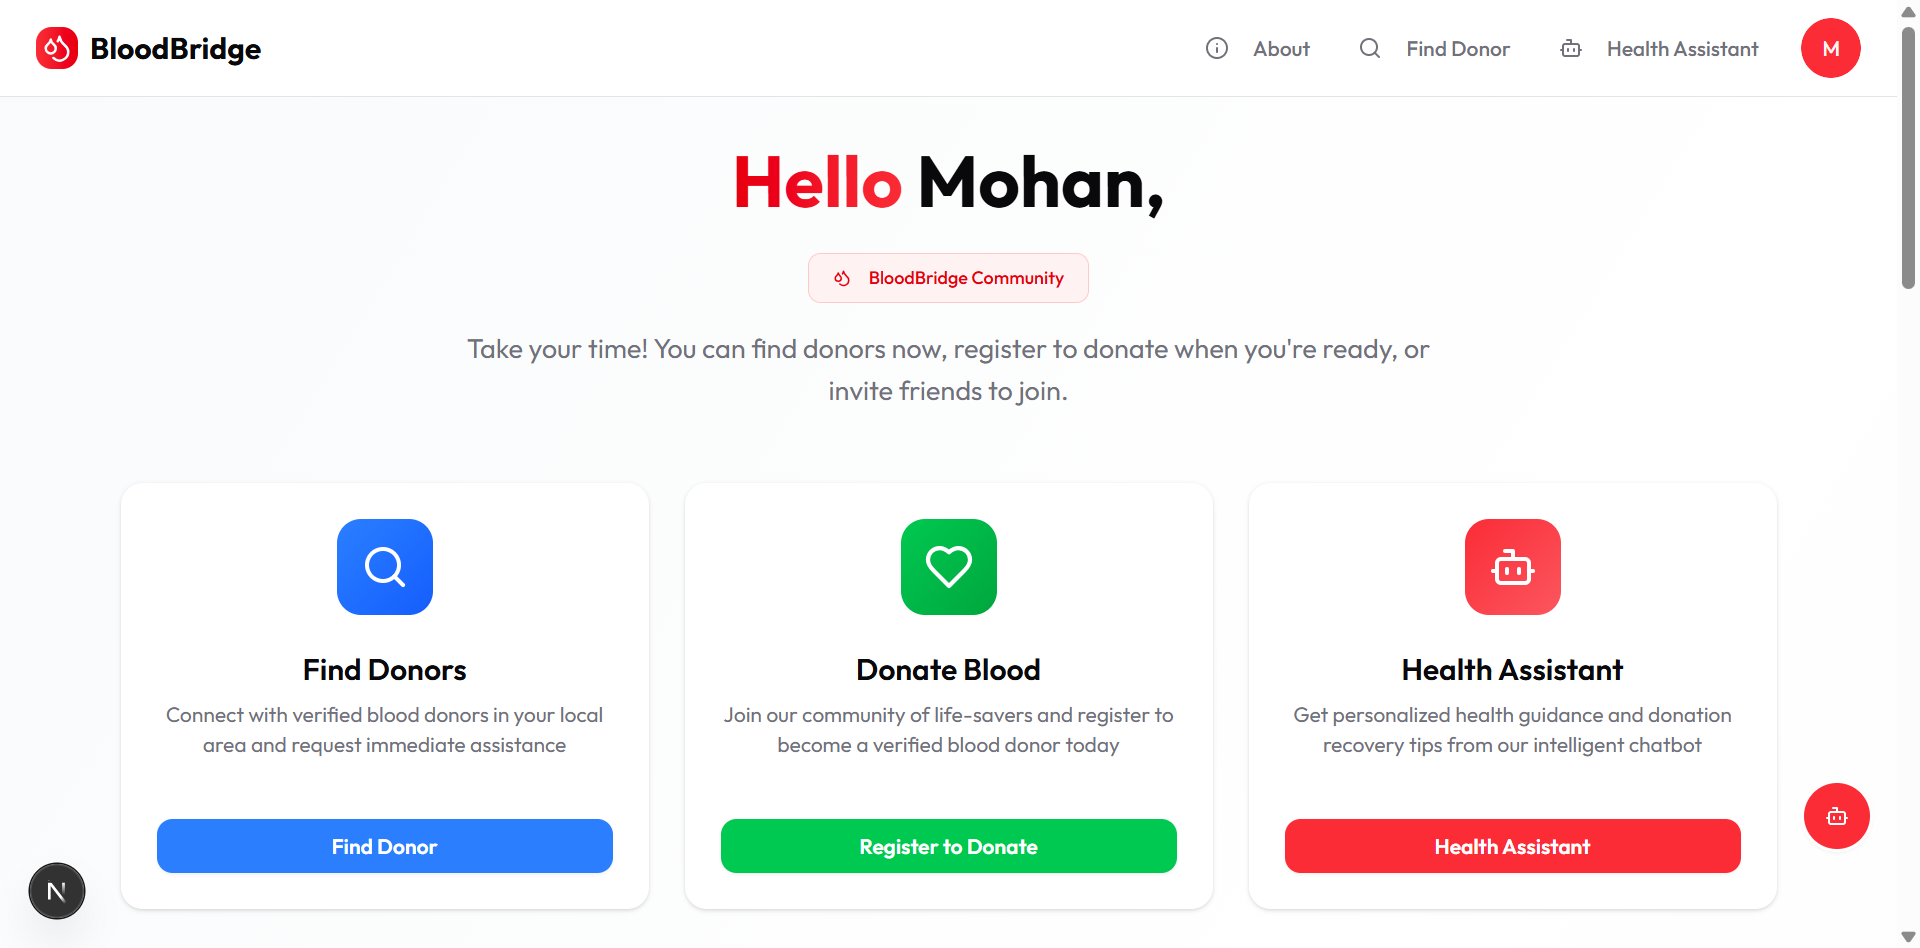 BloodBridge
About
Find Donor
Health Assistant
M
Hello Mohan,
BloodBridge Community
Take your time! You can find donors now, register to donate when you're ready, or
invite friends to join.
Find Donors
Connect with verified blood donors in your local
area and request immediate assistance
Find Donor
Donate Blood
Join our community of life-savers and register to
become a verified blood donor today
Register to Donate
Health Assistant
Get personalized health guidance and donation
recovery tips from our intelligent chatbot
Health Assistant
N